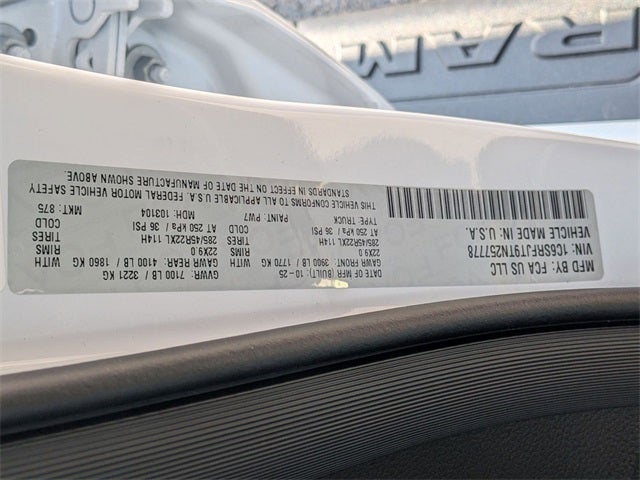 RAM
MFD BY: FCA US LLC
DATE OF MFR (BUILT): 10-25
GVWR: 7100 LB / 3221 KG
GAWR FRONT: 3900 LB / 1770 KG WITH
GAWR REAR: 4100 LB / 1860 KG WITH
22X9.0 RIMS
22X9.0 RIMS
285/45R22XL 114H TIRES
285/45R22XL 114H TIRES
AT 250 kPa / 36 PSI COLD
AT 250 kPa / 36 PSI COLD
VIN: 1C6SRFJT9TN257778
TYPE: TRUCK
VEHICLE MADE IN: U.S.A.
PAINT: PW7
MDH: 103104
MKT: 875
THIS VEHICLE CONFORMS TO ALL APPLICABLE U.S.A. FEDERAL MOTOR VEHICLE SAFETY
STANDARDS IN EFFECT ON THE DATE OF MANUFACTURE SHOWN ABOVE.